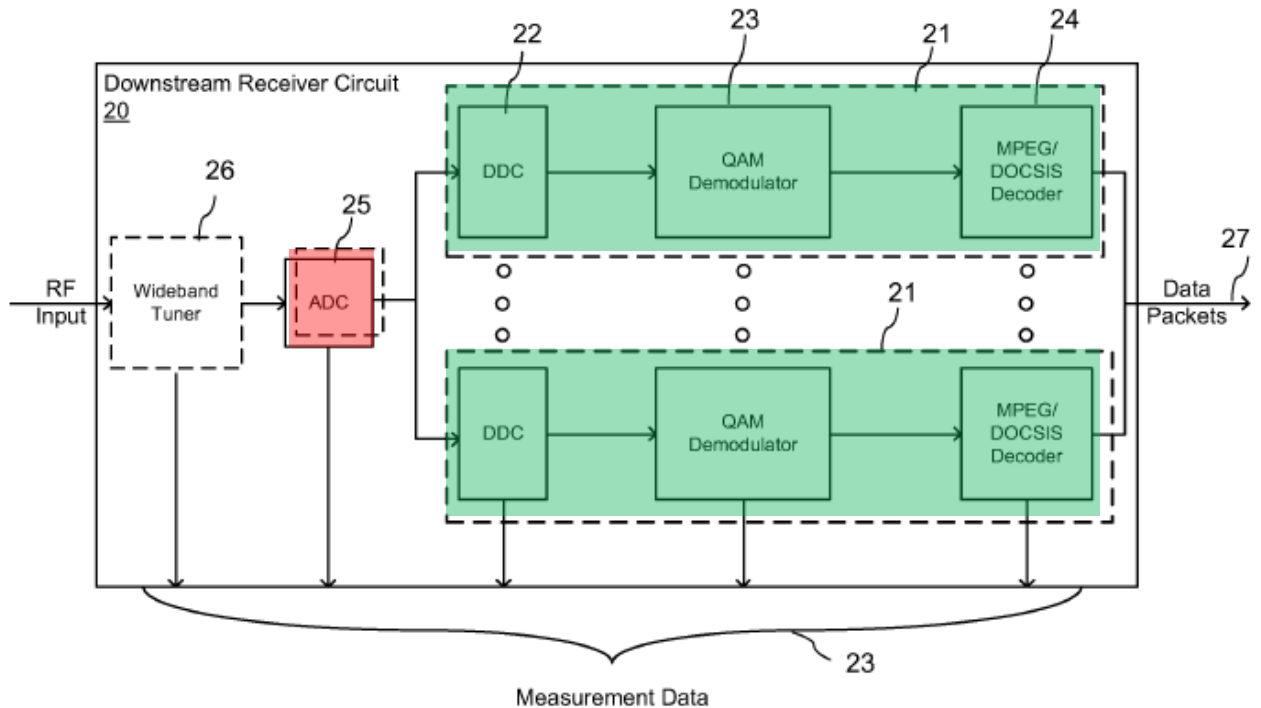 23
24
22
21
Downstream Receiver Circuit
20
MPEG/
DOCSIS
Decoder
QAM
Demodulator
DDC
26
25
27
RF
Input
Wideband
Tuner
ADC
21
Data
Packets
DDC
QAM
Demodulator
MPEG/
DOCSIS
Decoder
23
Measurement Data